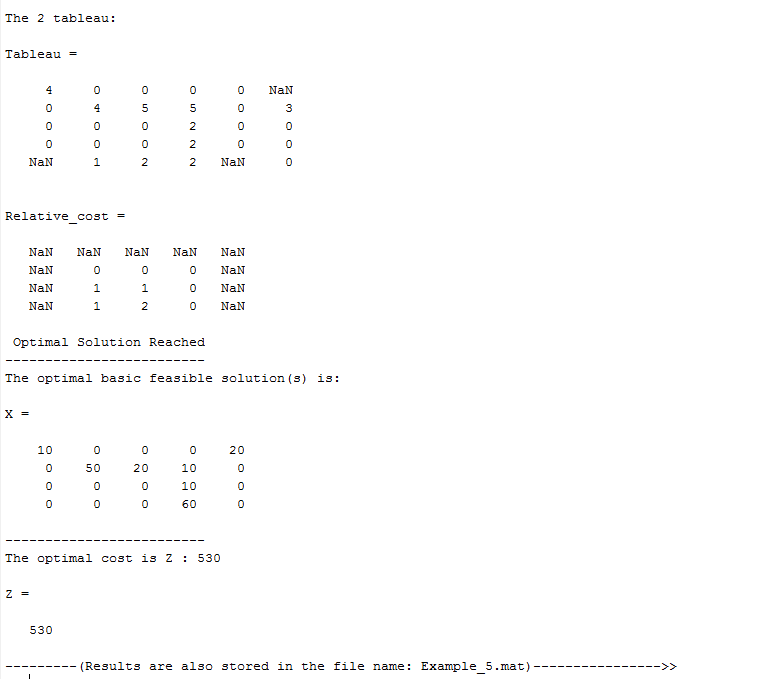 The 2 tableau:
Tableau =
4 0 0 0 0 NaN
0 4 5 5 0 3
0 0 0 2 0 0
0 0 0 2 0 0
NaN 1 2 2 NaN 0
Relative_cost =
NaN NaN NaN NaN NaN
NaN 0 0 0 NaN
NaN 1 1 0 NaN
NaN 1 2 0 NaN
Optimal Solution Reached
-------------------------
The optimal basic feasible solution(s) is:
X =
10 0 0 0 20
0 50 20 10 0
0 0 0 10 0
0 0 0 60 0
-------------------------
The optimal cost is Z : 530
Z =
530
---------(Results are also stored in the file name: Example_5.mat)---------------->>